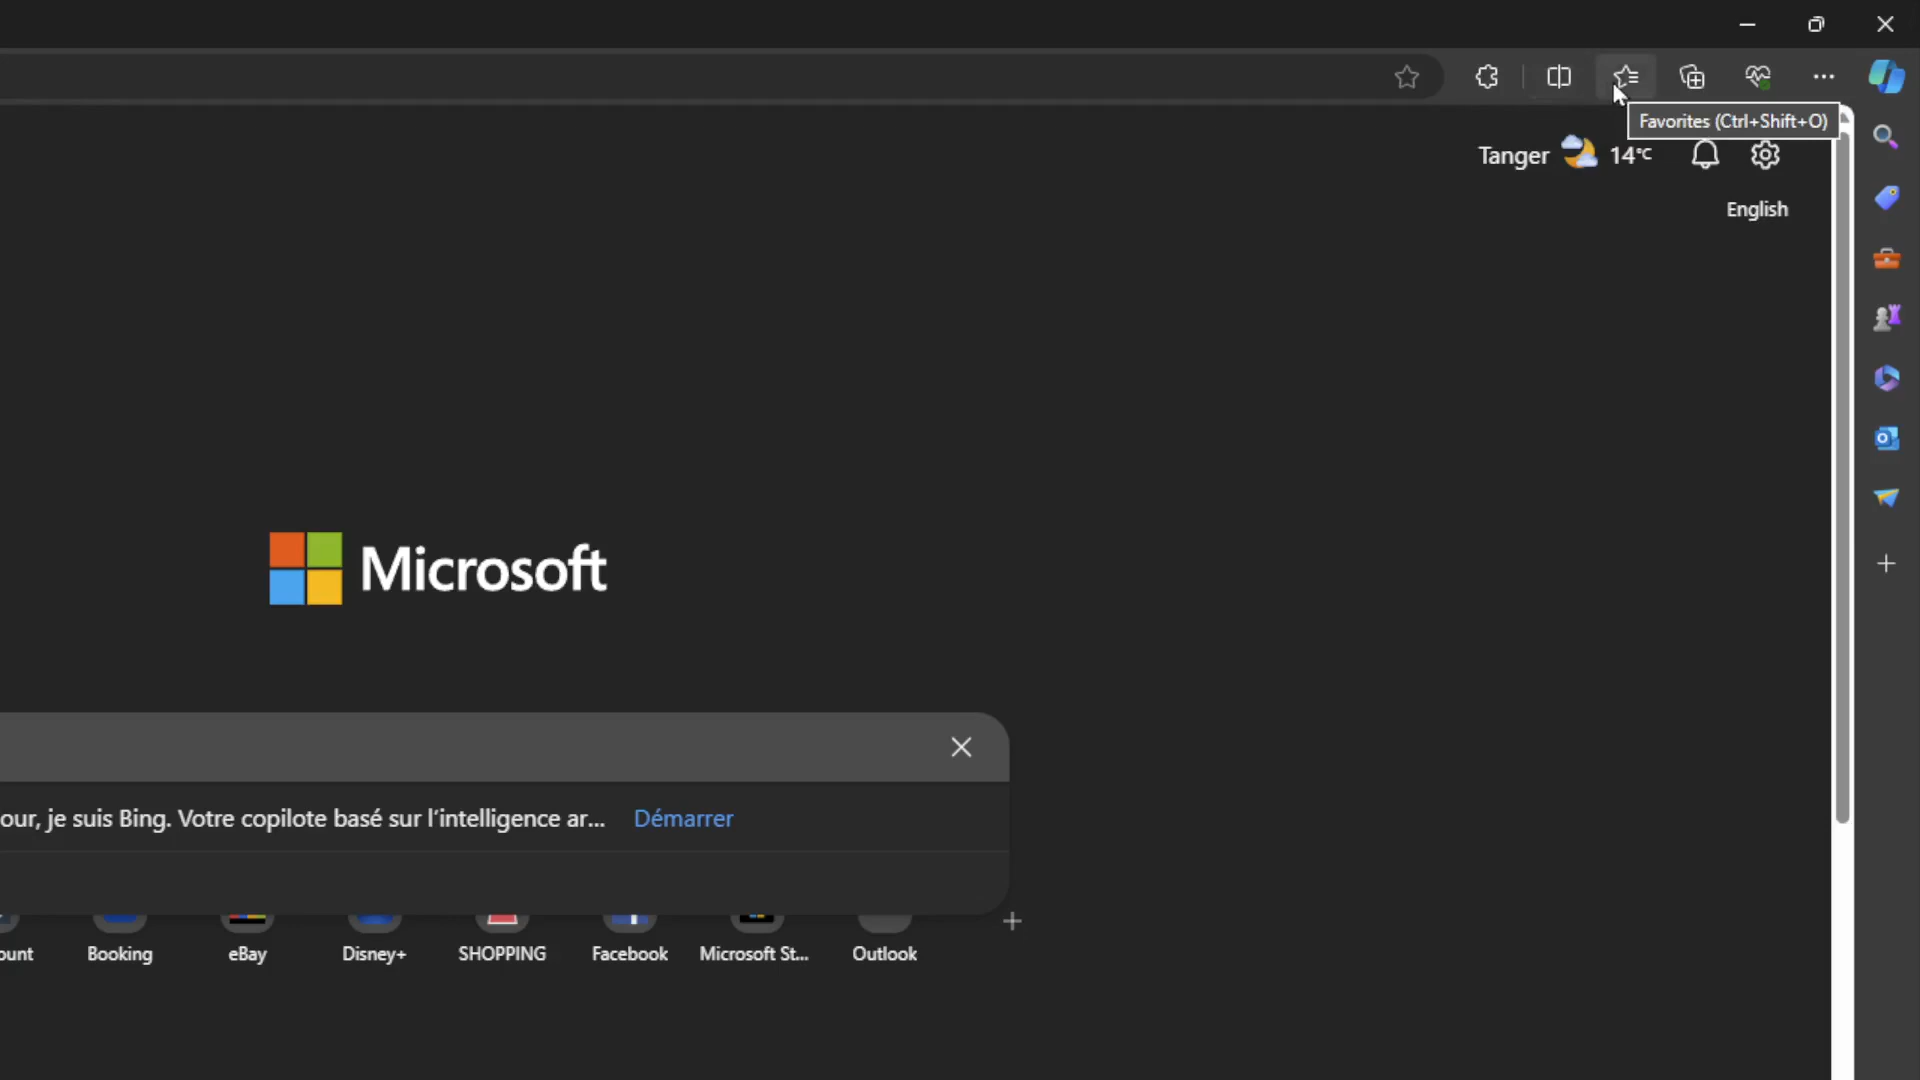 Favorites (Ctrl+Shift+O)
Tanger 14°C
English
Microsoft
our, je suis Bing. Votre copilote basé sur l'intelligence ar... Démarrer
ount Booking eBay Disney+ SHOPPING Facebook Microsoft St... Outlook